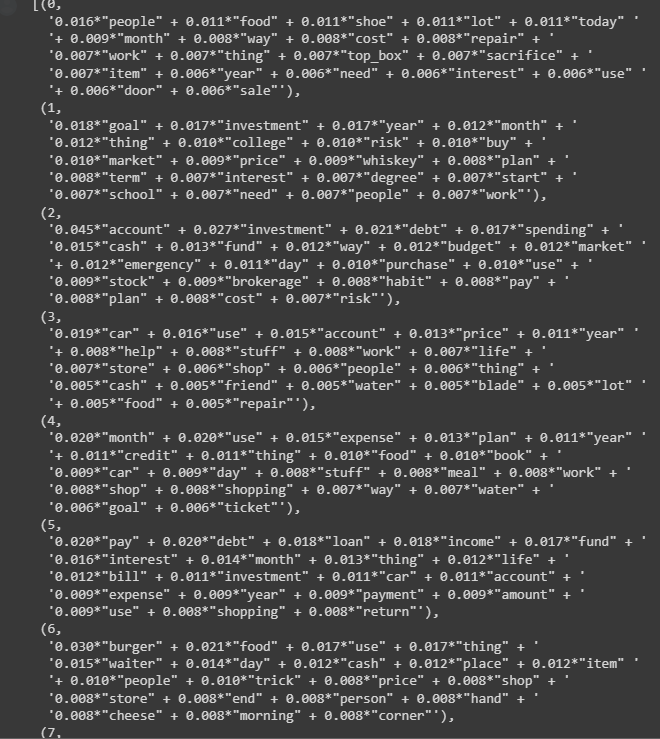 [(0,
'0.016*"people" + 0.011*"food" + 0.011*"shoe" + 0.011*"lot" + 0.011*"today" '
'+ 0.009*"month" + 0.008*"way" + 0.008*"cost" + 0.008*"repair" + '
'0.007*"work" + 0.007*"thing" + 0.007*"top_box" + 0.007*"sacrifice" + '
'0.007*"item" + 0.006*"year" + 0.006*"need" + 0.006*"interest" + 0.006*"use" '
'+ 0.006*"door" + 0.006*"sale"'),
(1,
'0.018*"goal" + 0.017*"investment" + 0.017*"year" + 0.012*"month" + '
'0.012*"thing" + 0.010*"college" + 0.010*"risk" + 0.010*"buy" + '
'0.010*"market" + 0.009*"price" + 0.009*"whiskey" + 0.008*"plan" + '
'0.008*"term" + 0.007*"interest" + 0.007*"degree" + 0.007*"start" + '
'0.007*"school" + 0.007*"need" + 0.007*"people" + 0.007*"work"'),
(2,
'0.045*"account" + 0.027*"investment" + 0.021*"debt" + 0.017*"spending" + '
'0.015*"cash" + 0.013*"fund" + 0.012*"way" + 0.012*"budget" + 0.012*"market" '
'+ 0.012*"emergency" + 0.011*"day" + 0.010*"purchase" + 0.010*"use" + '
'0.009*"stock" + 0.009*"brokerage" + 0.008*"habit" + 0.008*"pay" + '
'0.008*"plan" + 0.008*"cost" + 0.007*"risk"'),
(3,
'0.019*"car" + 0.016*"use" + 0.015*"account" + 0.013*"price" + 0.011*"year" '
'+ 0.008*"help" + 0.008*"stuff" + 0.008*"work" + 0.007*"life" + '
'0.007*"store" + 0.006*"shop" + 0.006*"people" + 0.006*"thing" + '
'0.005*"cash" + 0.005*"friend" + 0.005*"water" + 0.005*"blade" + 0.005*"lot" '
'+ 0.005*"food" + 0.005*"repair"'),
(4,
'0.020*"month" + 0.020*"use" + 0.015*"expense" + 0.013*"plan" + 0.011*"year" '
'+ 0.011*"credit" + 0.011*"thing" + 0.010*"food" + 0.010*"book" + '
'0.009*"car" + 0.009*"day" + 0.008*"stuff" + 0.008*"meal" + 0.008*"work" + '
'0.008*"shop" + 0.008*"shopping" + 0.007*"way" + 0.007*"water" + '
'0.006*"goal" + 0.006*"ticket"'),
(5,
'0.020*"pay" + 0.020*"debt" + 0.018*"loan" + 0.018*"income" + 0.017*"fund" + '
'0.016*"interest" + 0.014*"month" + 0.013*"thing" + 0.012*"life" + '
'0.012*"bill" + 0.011*"investment" + 0.011*"car" + 0.011*"account" + '
'0.009*"expense" + 0.009*"year" + 0.009*"payment" + 0.009*"amount" + '
'0.009*"use" + 0.008*"shopping" + 0.008*"return"'),
(6,
'0.030*"burger" + 0.021*"food" + 0.017*"use" + 0.017*"thing" + '
'0.015*"waiter" + 0.014*"day" + 0.012*"cash" + 0.012*"place" + 0.012*"item" '
'+ 0.010*"people" + 0.010*"trick" + 0.008*"price" + 0.008*"shop" + '
'0.008*"store" + 0.008*"end" + 0.008*"person" + 0.008*"hand" + '
'0.008*"cheese" + 0.008*"morning" + 0.008*"corner"'),
(7,